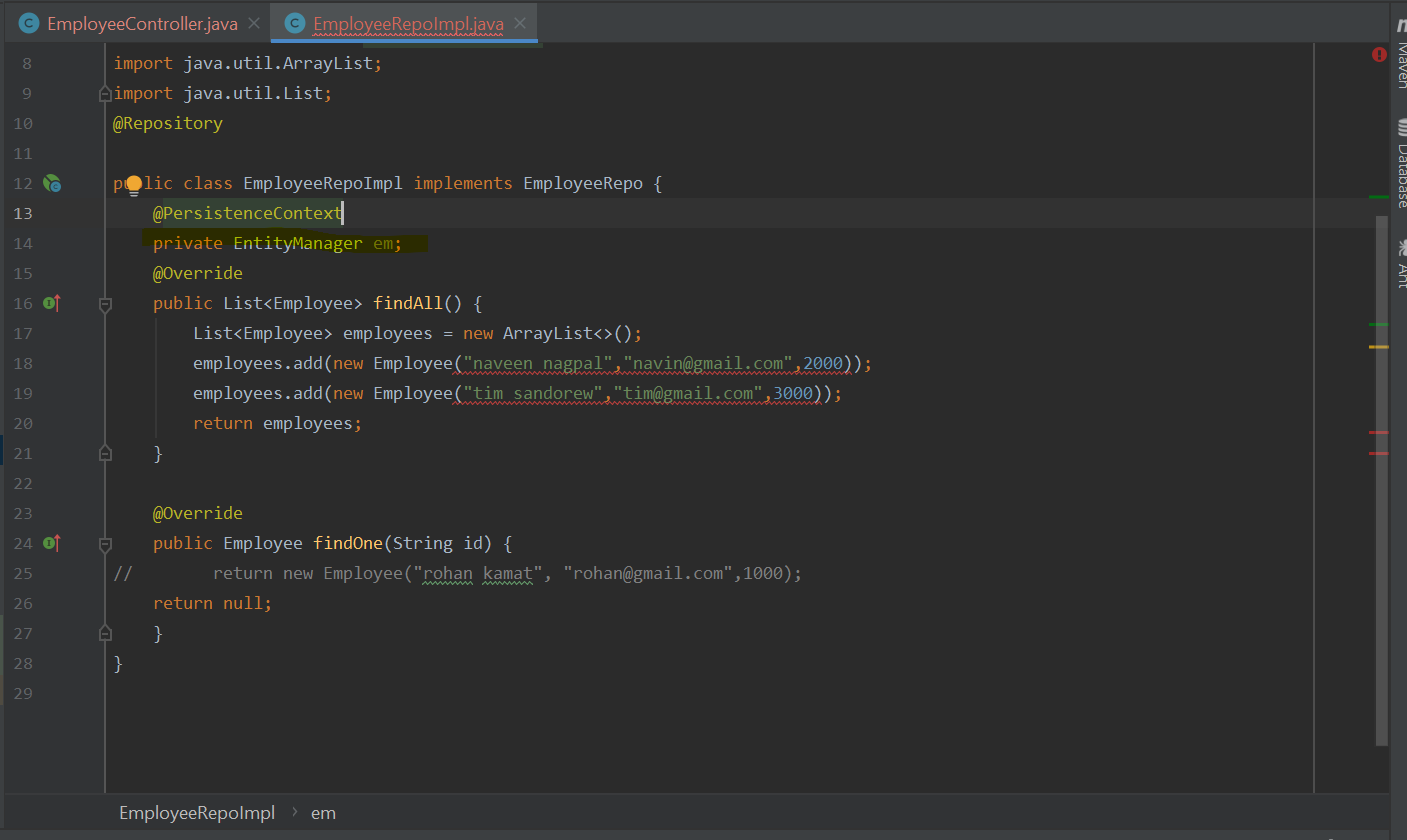 EmployeeController.java
EmployeeRepoImpl.java
8 import java.util.ArrayList;
9 import java.util.List;
10 @Repository
11
12 public class EmployeeRepoImpl implements EmployeeRepo {
13 @PersistenceContext
14 private EntityManager em;
15 @Override
16 public List<Employee> findAll() {
17 List<Employee> employees = new ArrayList<>();
18 employees.add(new Employee("naveen nagpal","navin@gmail.com",2000));
19 employees.add(new Employee("tim sandorew","tim@gmail.com",3000));
20 return employees;
21 }
22
23 @Override
24 public Employee findOne(String id) {
25 // return new Employee("rohan kamat", "rohan@gmail.com",1000);
26 return null;
27 }
28 }
29
Maven
Database
Ant
EmployeeRepoImpl > em